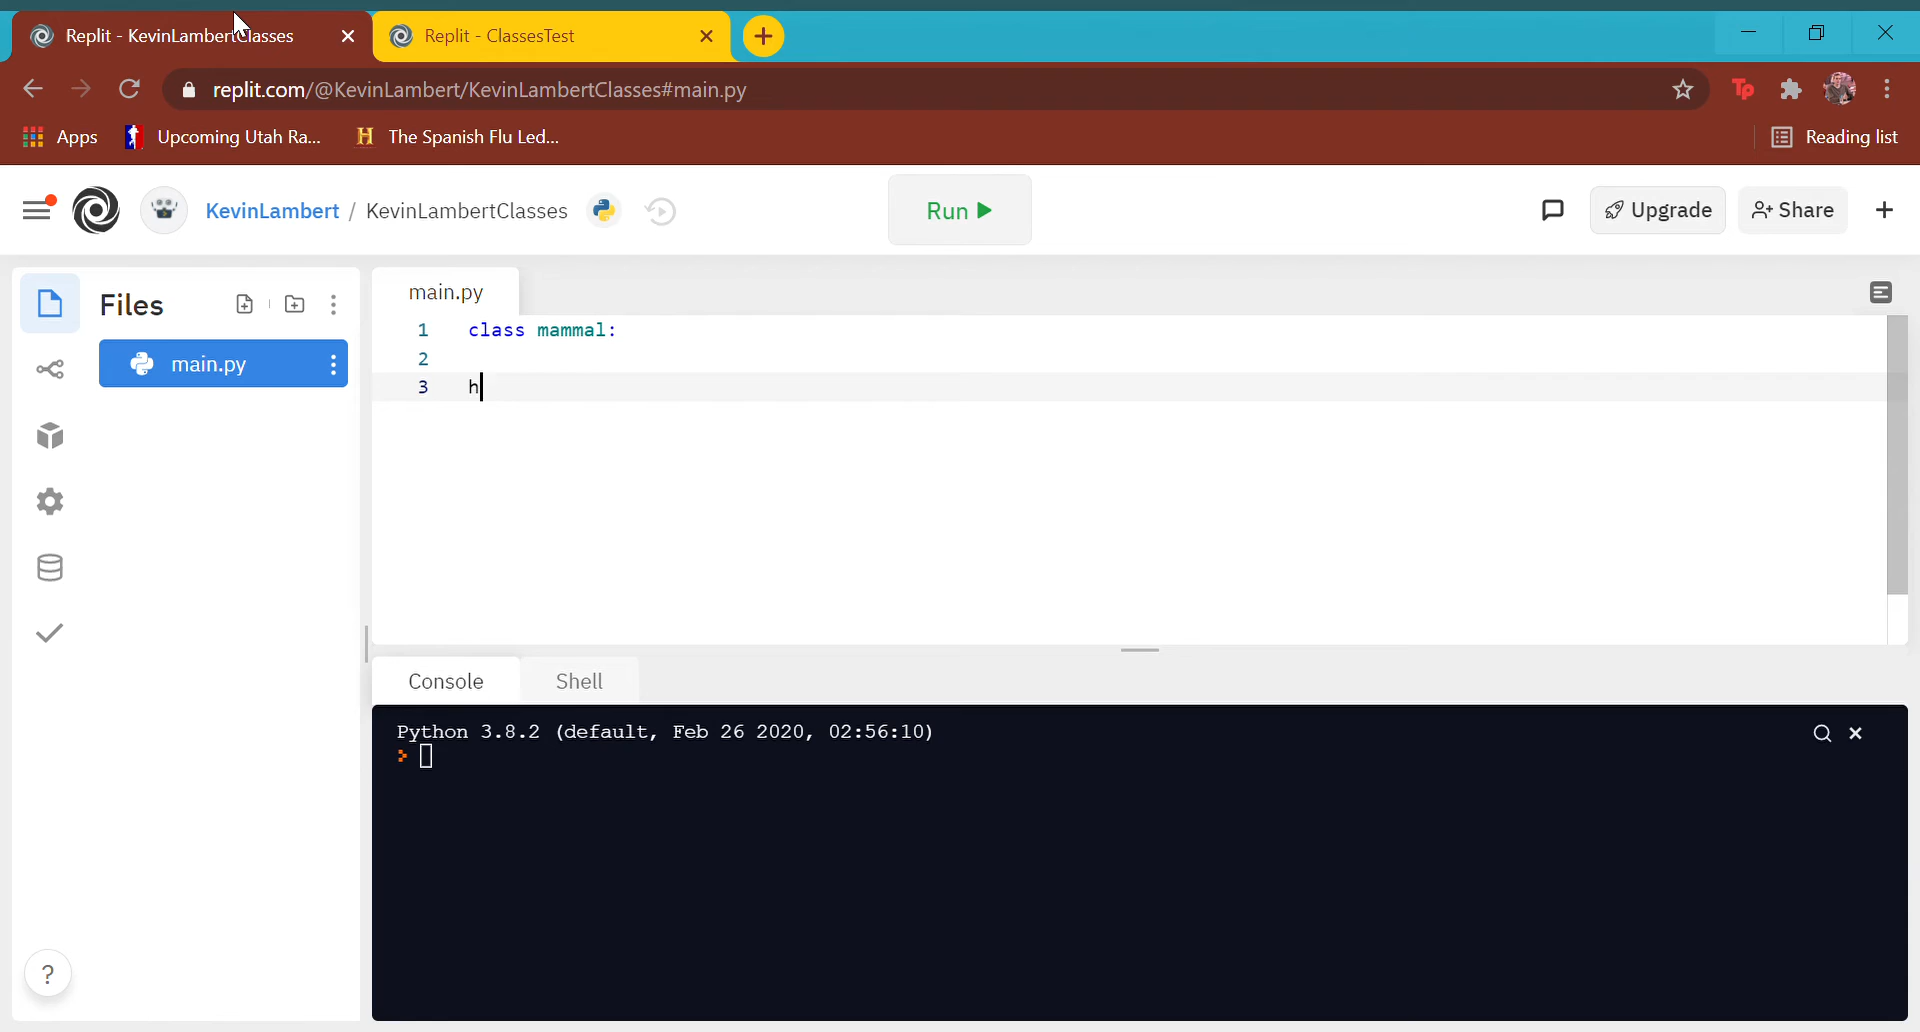 Replit - KevinLambertClasses
Replit - ClassesTest
replit.com/@KevinLambert/KevinLambertClasses#main.py
Tp
Apps
Upcoming Utah Ra...
H The Spanish Flu Led...
Reading list
KevinLambert / KevinLambertClasses
Run
Upgrade
Share
Files
main.py
main.py
1 class mammal:
2
3 h
Console
Shell
Python 3.8.2 (default, Feb 26 2020, 02:56:10)
>
?